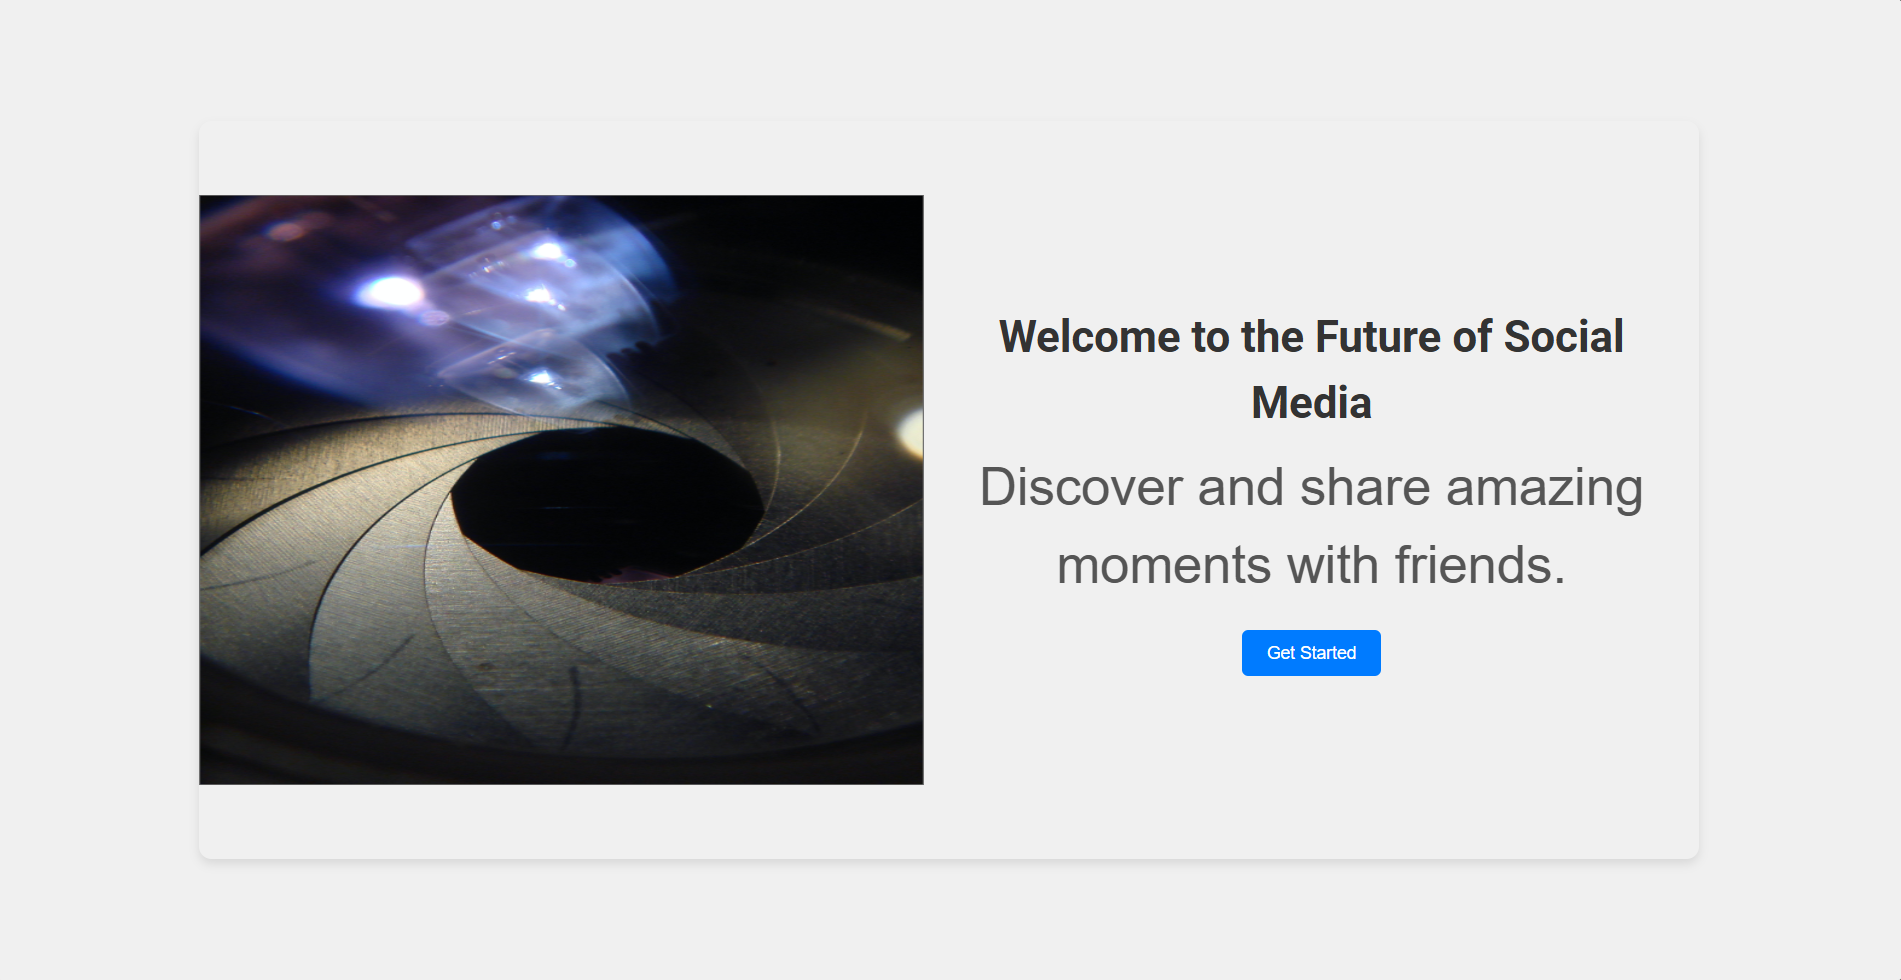 Welcome to the Future of Social
Media
Discover and share amazing
moments with friends.
Get Started